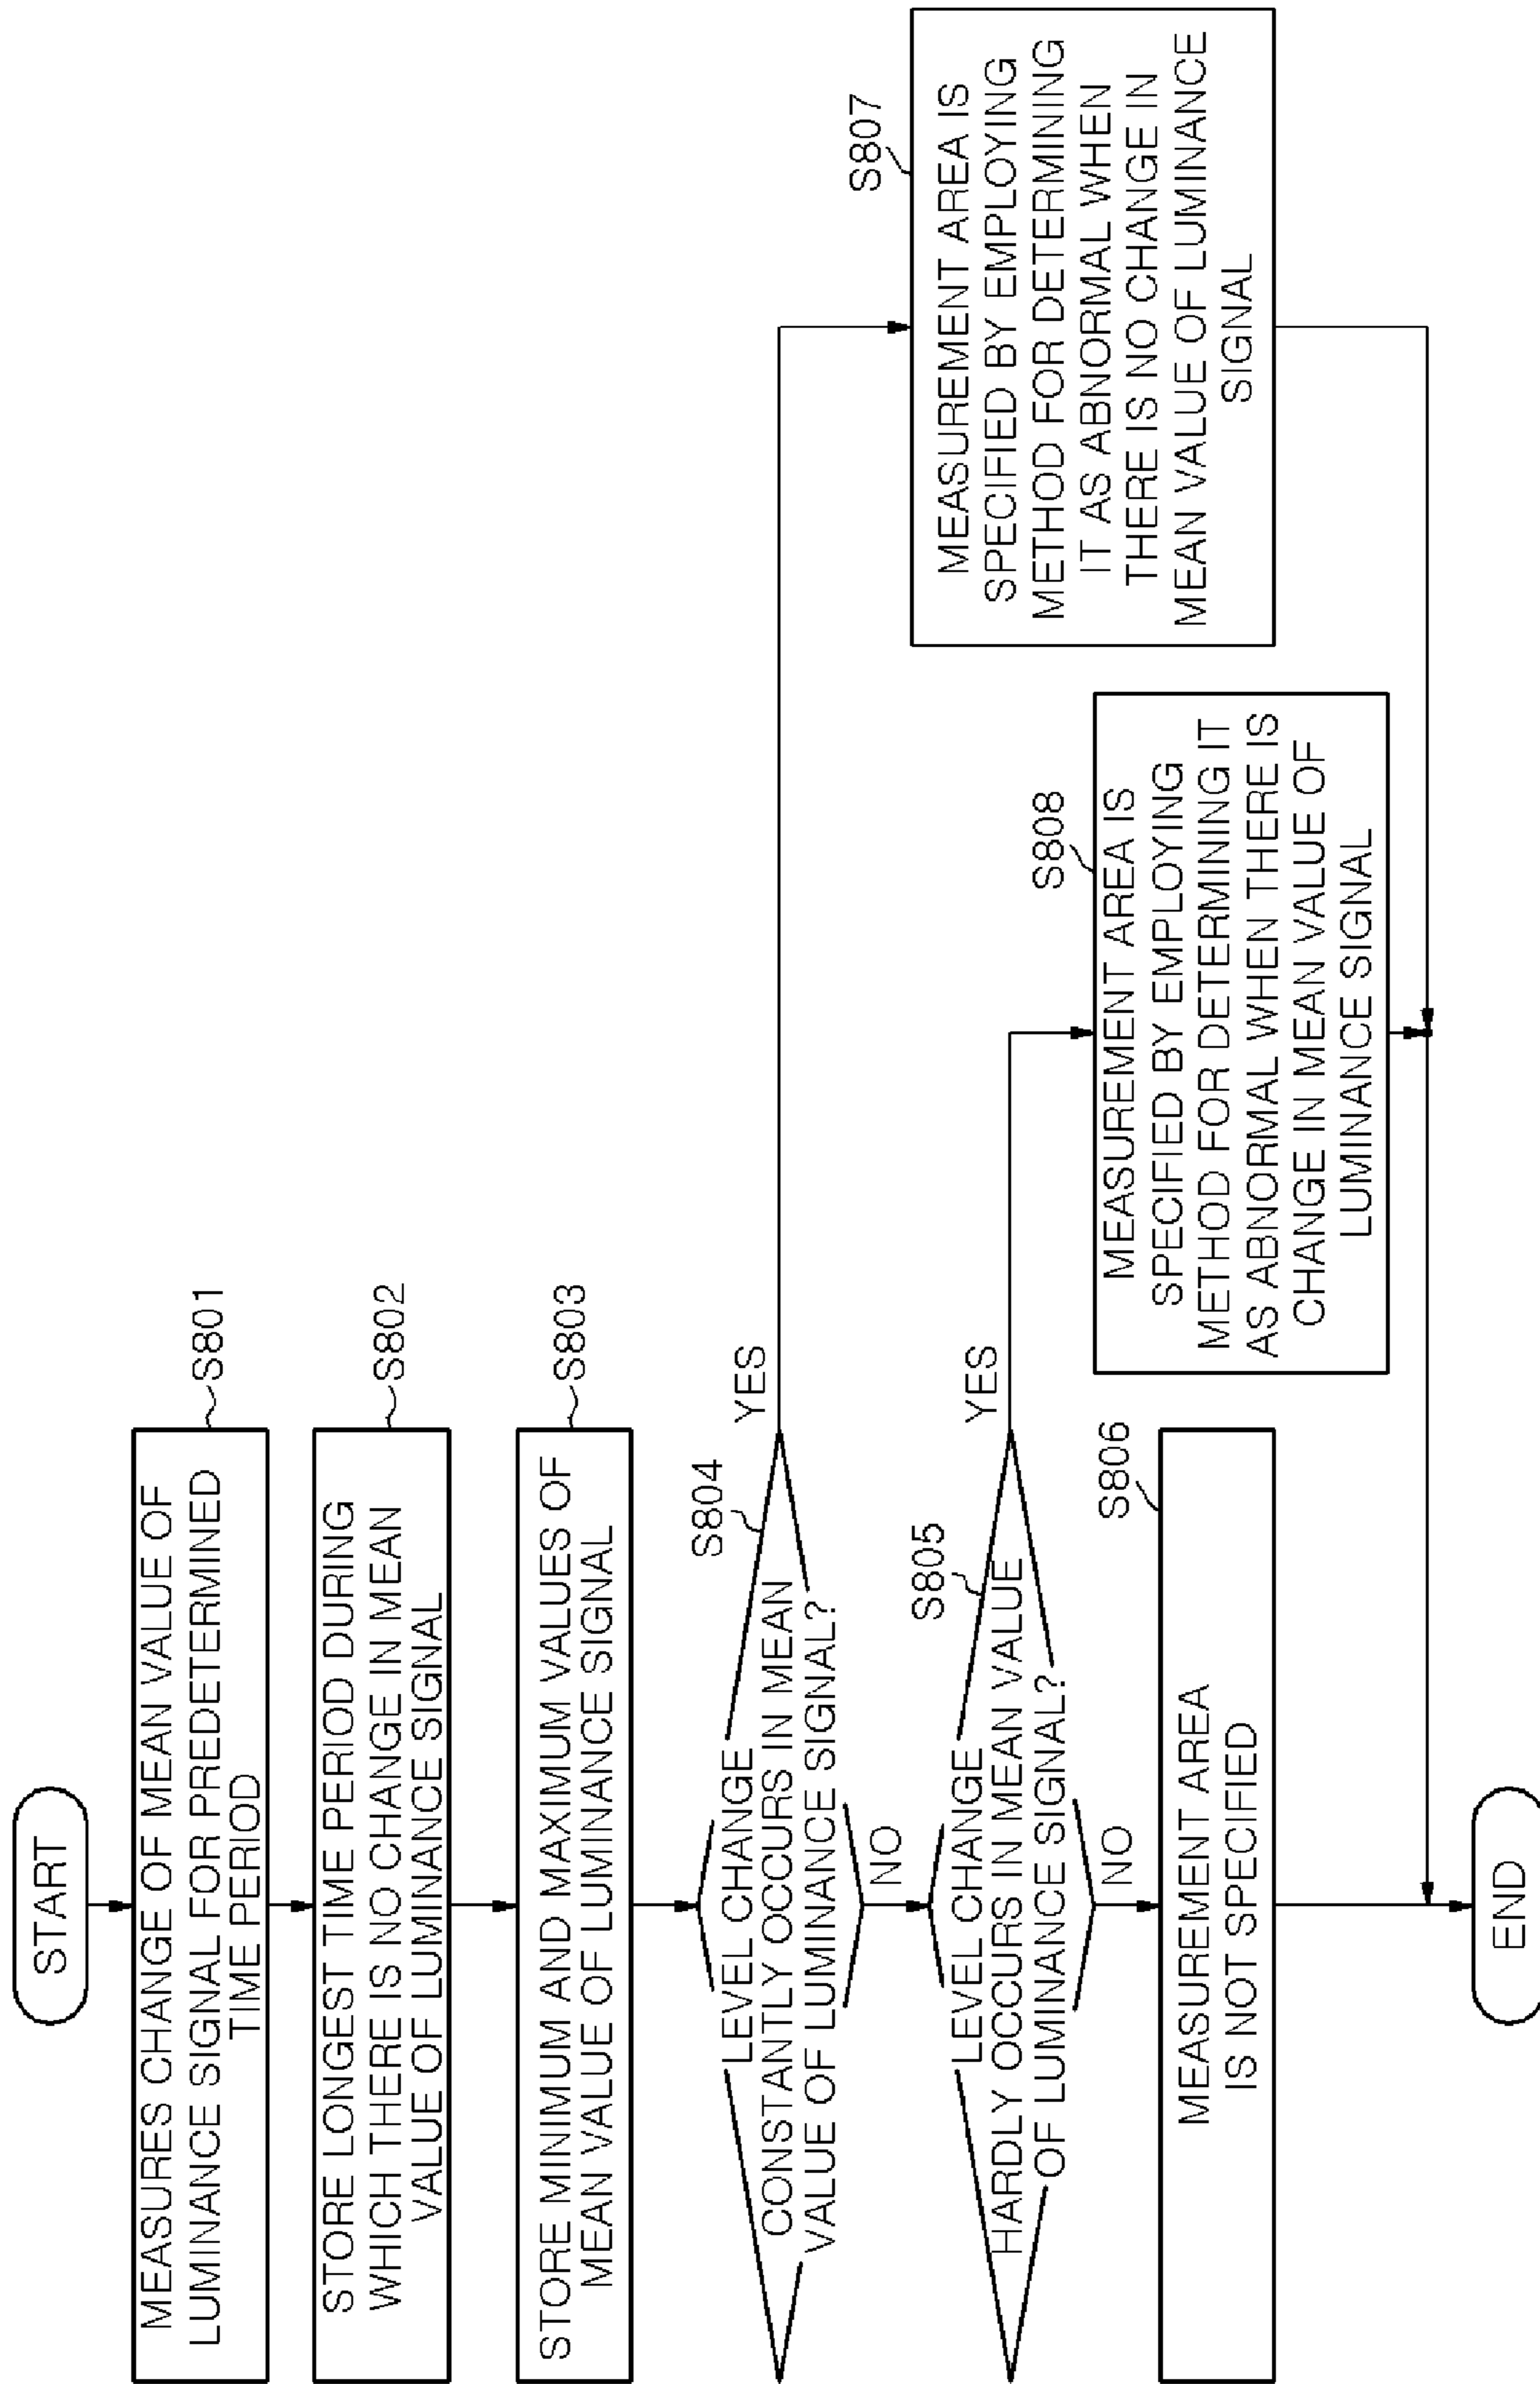 START
MEASURES CHANGE OF MEAN VALUE OF
LUMINANCE SIGNAL FOR PREDETERMINED
TIME PERIOD
S801
STORE LONGEST TIME PERIOD DURING
WHICH THERE IS NO CHANGE IN MEAN
VALUE OF LUMINANCE SIGNAL
S802
STORE MINIMUM AND MAXIMUM VALUES OF
MEAN VALUE OF LUMINANCE SIGNAL
S803
S804
LEVEL CHANGE
CONSTANTLY OCCURS IN MEAN
VALUE OF LUMINANCE SIGNAL?
YES
NO
S805
LEVEL CHANGE
HARDLY OCCURS IN MEAN VALUE
OF LUMINANCE SIGNAL?
YES
NO
S806
MEASUREMENT AREA
IS NOT SPECIFIED
S807
MEASUREMENT AREA IS
SPECIFIED BY EMPLOYING
METHOD FOR DETERMINING
IT AS ABNORMAL WHEN
THERE IS NO CHANGE IN
MEAN VALUE OF LUMINANCE
SIGNAL
S808
MEASUREMENT AREA IS
SPECIFIED BY EMPLOYING
METHOD FOR DETERMINING IT
AS ABNORMAL WHEN THERE IS
CHANGE IN MEAN VALUE OF
LUMINANCE SIGNAL
END